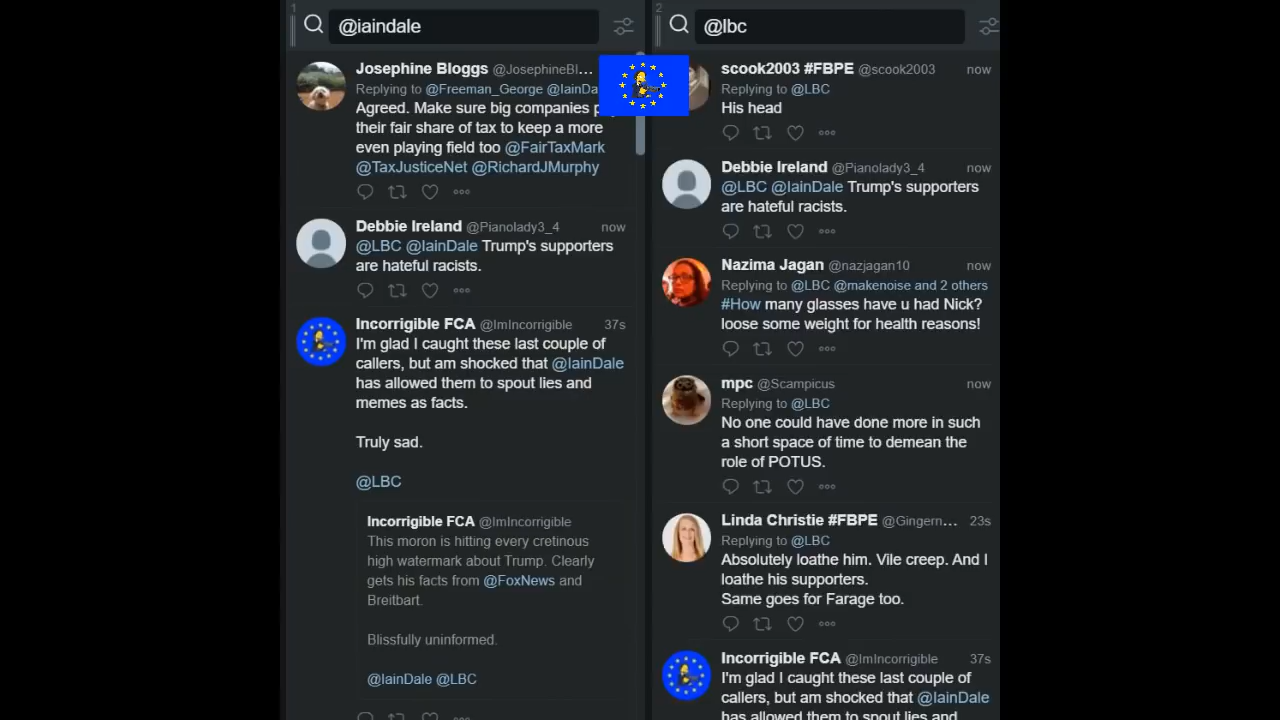 1
@iaindale
Josephine Bloggs @JosephineBl...
Replying to @Freeman_George @IainDa
Agreed. Make sure big companies
their fair share of tax to keep a more
even playing field too @FairTaxMark
@TaxJusticeNet @RichardJMurphy
Debbie Ireland @Pianolady3_4 now
@LBC @IainDale Trump's supporters
are hateful racists.
Incorrigible FCA @ImIncorrigible 37s
I'm glad I caught these last couple of
callers, but am shocked that @IainDale
has allowed them to spout lies and
memes as facts.
Truly sad.
@LBC
Incorrigible FCA @ImIncorrigible
This moron is hitting every cretinous
high watermark about Trump. Clearly
gets his facts from @FoxNews and
Breitbart.
Blissfully uninformed.
@IainDale @LBC
2
@lbc
scook2003 #FBPE @scook2003 now
Replying to @LBC
His head
Debbie Ireland @Pianolady3_4 now
@LBC @IainDale Trump's supporters
are hateful racists.
Nazima Jagan @nazjagan10 now
Replying to @LBC @makenoise and 2 others
#How many glasses have u had Nick?
loose some weight for health reasons!
mpc @Scampicus now
Replying to @LBC
No one could have done more in such
a short space of time to demean the
role of POTUS.
Linda Christie #FBPE @Gingern... 23s
Replying to @LBC
Absolutely loathe him. Vile creep. And I
loathe his supporters.
Same goes for Farage too.
Incorrigible FCA @ImIncorrigible 37s
I'm glad I caught these last couple of
callers, but am shocked that @IainDale
has allowed them to spout lies and